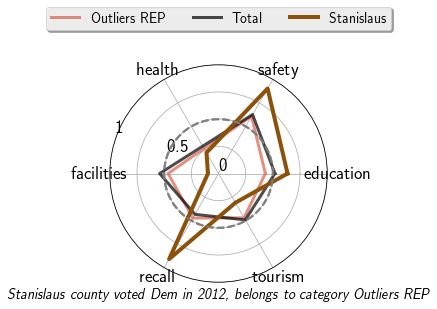 Outliers REP Total Stanislaus
health safety
1
0.5
0
facilities education
recall tourism
Stanislaus county voted Dem in 2012, belongs to category Outliers REP